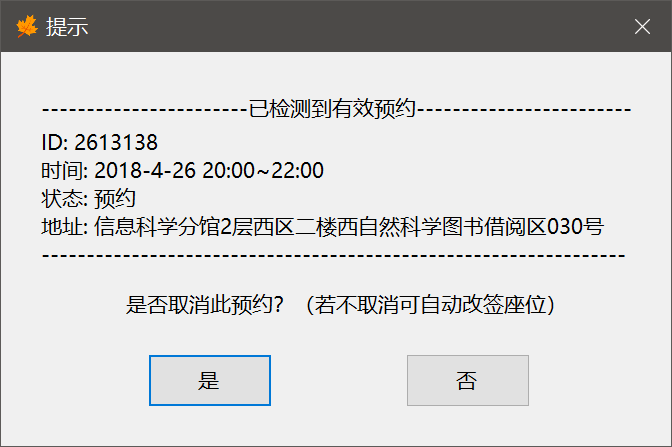 提示
-----------------------已检测到有效预约------------------------
ID: 2613138
时间: 2018-4-26 20:00~22:00
状态: 预约
地址: 信息科学分馆2层西区二楼西自然科学图书借阅区030号
-----------------------------------------------------------------
是否取消此预约？（若不取消可自动改签座位）
是
否